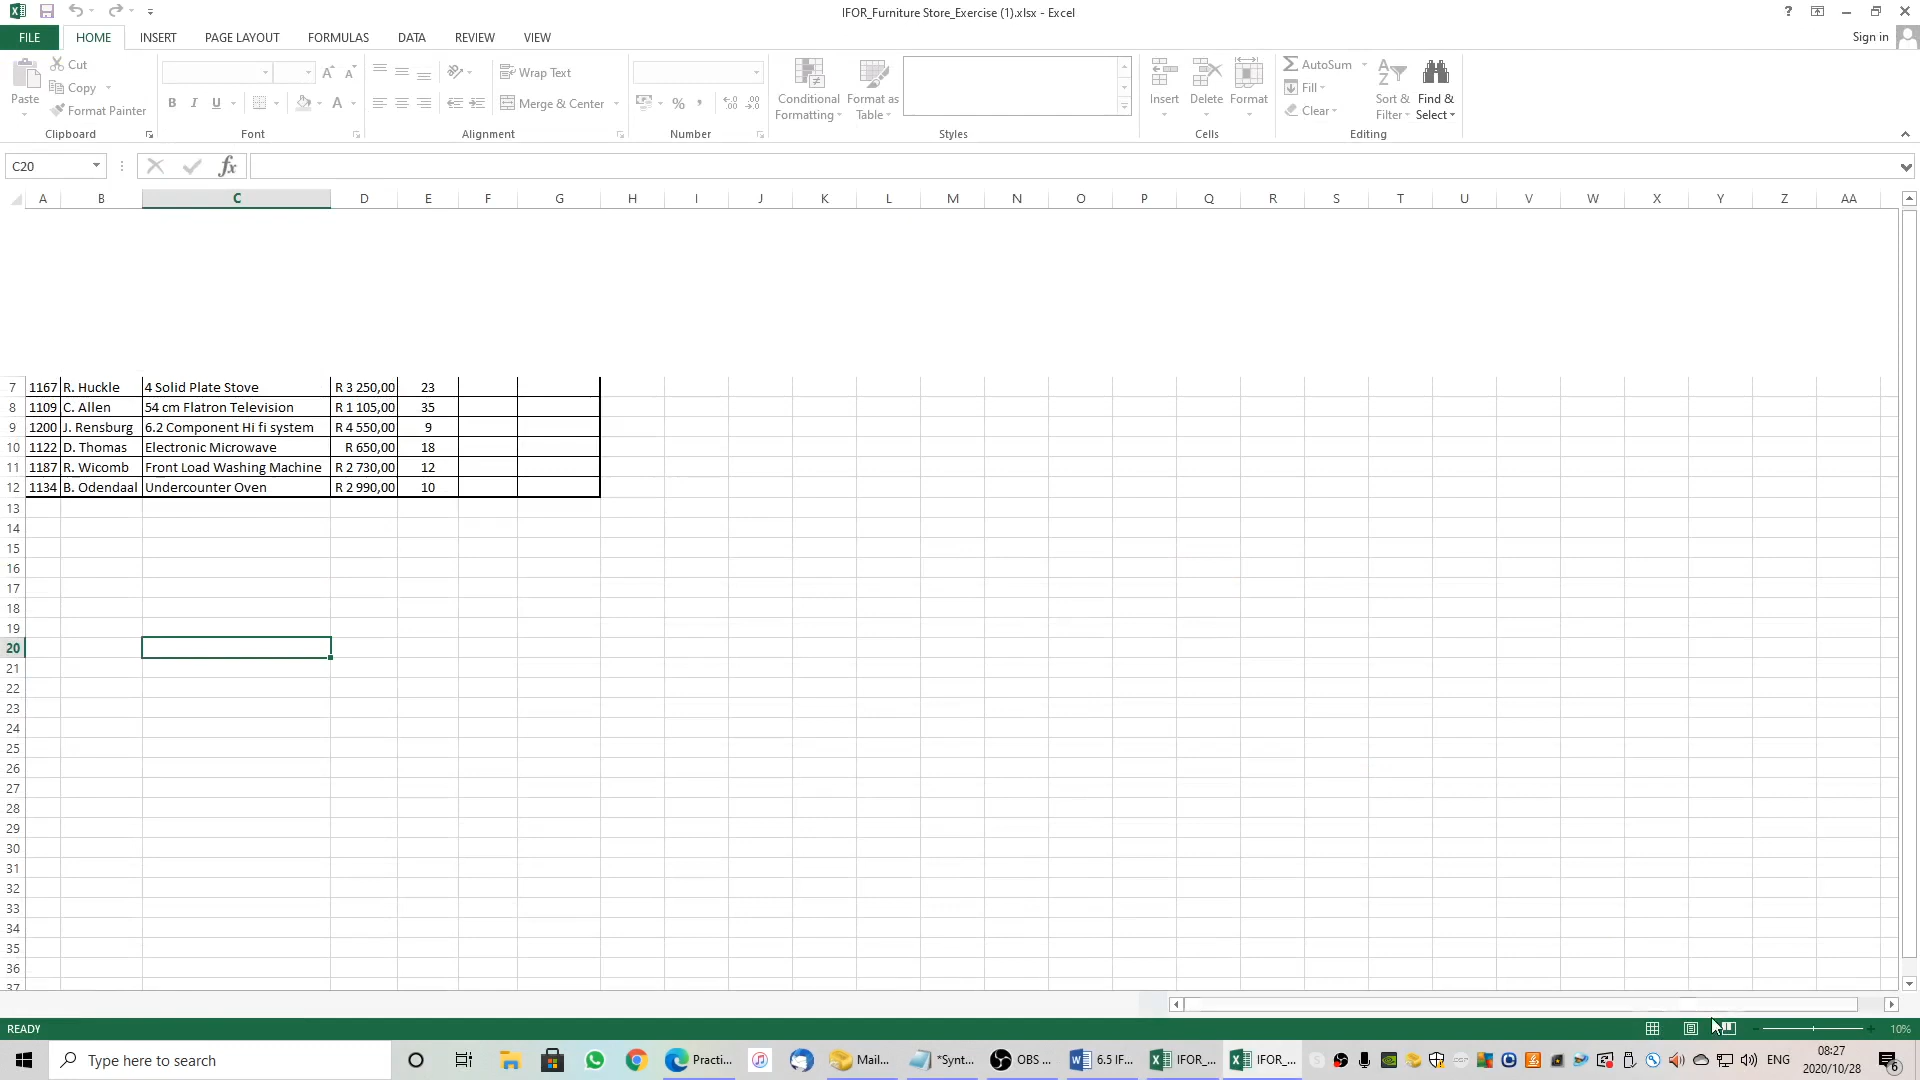 IFOR_Furniture Store_Exercise (1).xlsx - Excel
?
FILE HOME INSERT PAGE LAYOUT FORMULAS DATA REVIEW VIEW Sign in
Paste
Cut
Copy
Format Painter
Clipboard
B I U A
Font
Wrap Text
Merge & Center
Alignment
%
Number
Conditional Formatting
Format as Table
Styles
Insert
Delete
Format
Cells
AutoSum
Fill
Clear
Sort & Filter
Find & Select
Editing
C20 fx
A B C D E F G H I J K L M N O P Q R S T U V W X Y Z AA
7 1167 R. Huckle 4 Solid Plate Stove R 3 250,00 23
8 1109 C. Allen 54 cm Flatron Television R 1 105,00 35
9 1200 J. Rensburg 6.2 Component Hi fi system R 4 550,00 9
10 1122 D. Thomas Electronic Microwave R 650,00 18
11 1187 R. Wicomb Front Load Washing Machine R 2 730,00 12
12 1134 B. Odendaal Undercounter Oven R 2 990,00 10
13
14
15
16
17
18
19
20
21
22
23
24
25
26
27
28
29
30
31
32
33
34
35
36
37
READY 10%
Type here to search Practi... Mail... *Synt... OBS ... 6.5 IF... IFOR_... IFOR_... ENG 08:27
2020/10/28 6